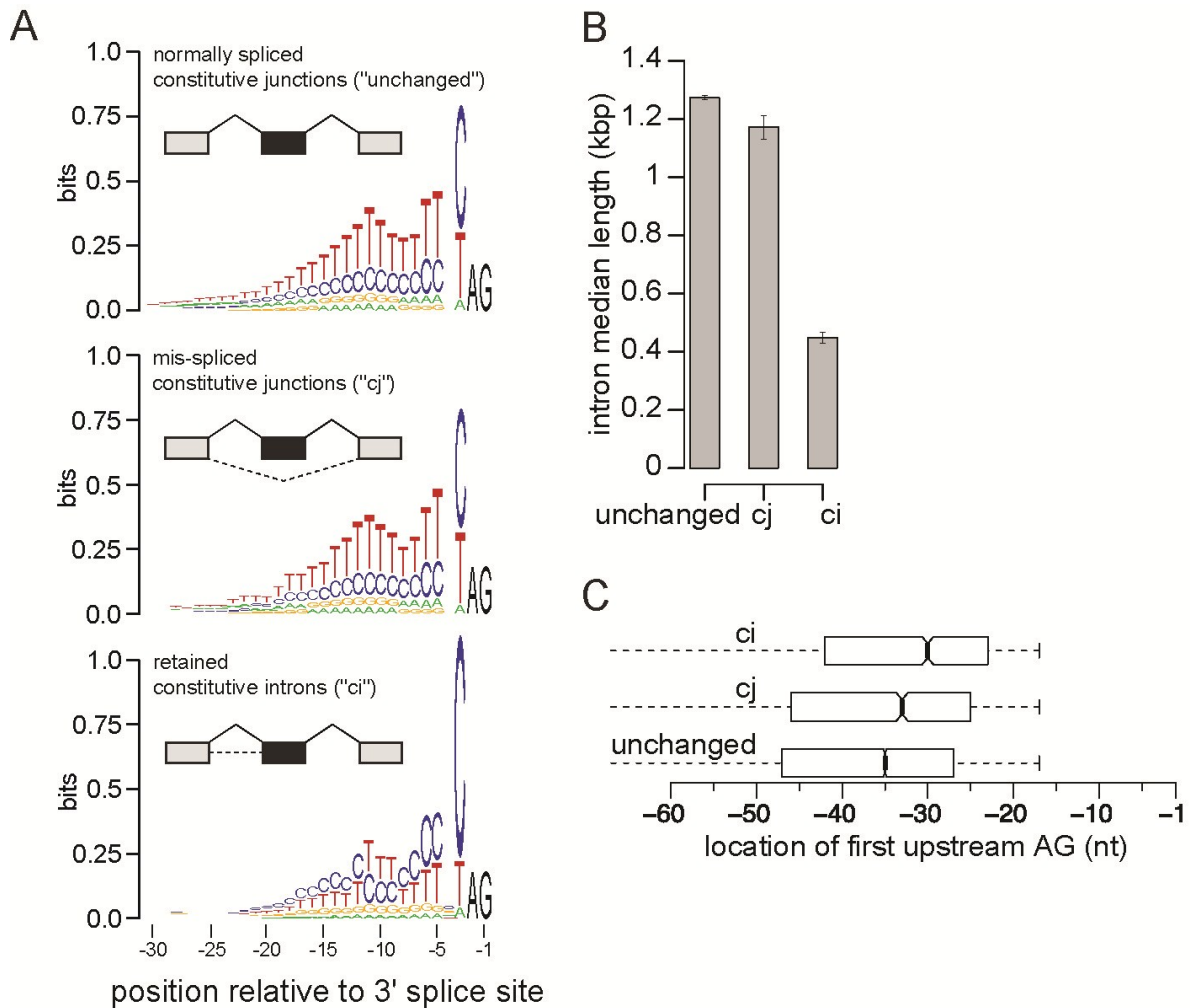 A
1.0
0.75
0.5
0.25
0.0
bits
normally spliced
constitutive junctions ("unchanged")
AG
1.0
0.75
0.5
0.25
0.0
bits
mis-spliced
constitutive junctions ("cj")
AG
1.0
0.75
0.5
0.25
0.0
bits
retained
constitutive introns ("ci")
AG
-30 -25 -20 -15 -10 -5 -1
position relative to 3' splice site
B
1.4
1.2
1
0.8
0.6
0.4
0.2
0
intron median length (kbp)
unchanged cj ci
C
ci
cj
unchanged
−60 −50 −40 −30 −20 −10 −1
location of first upstream AG (nt)